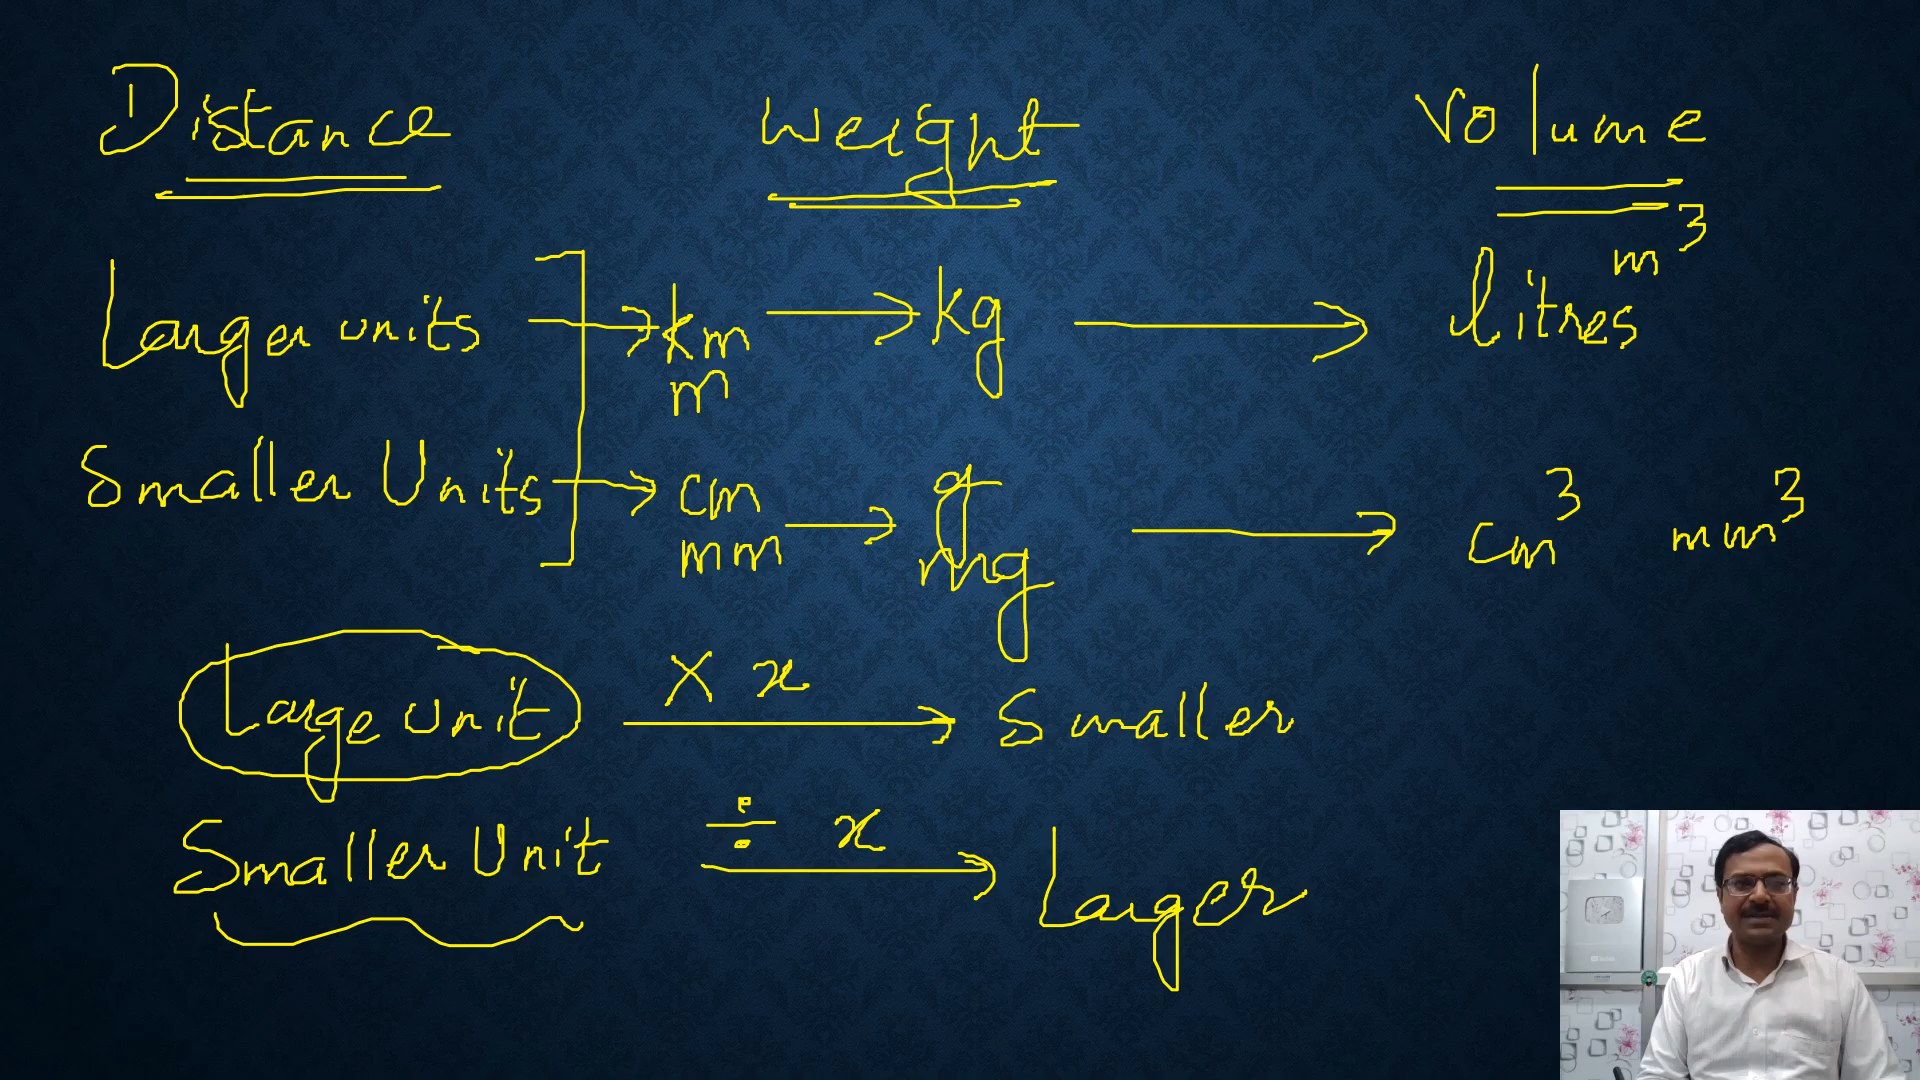 Distance Weight Volume
Larger units km kg litres m³
m
Smaller Units cm g cm³ mm³
mm mg
Large unit X x Smaller
Smaller Unit ÷ x Larger